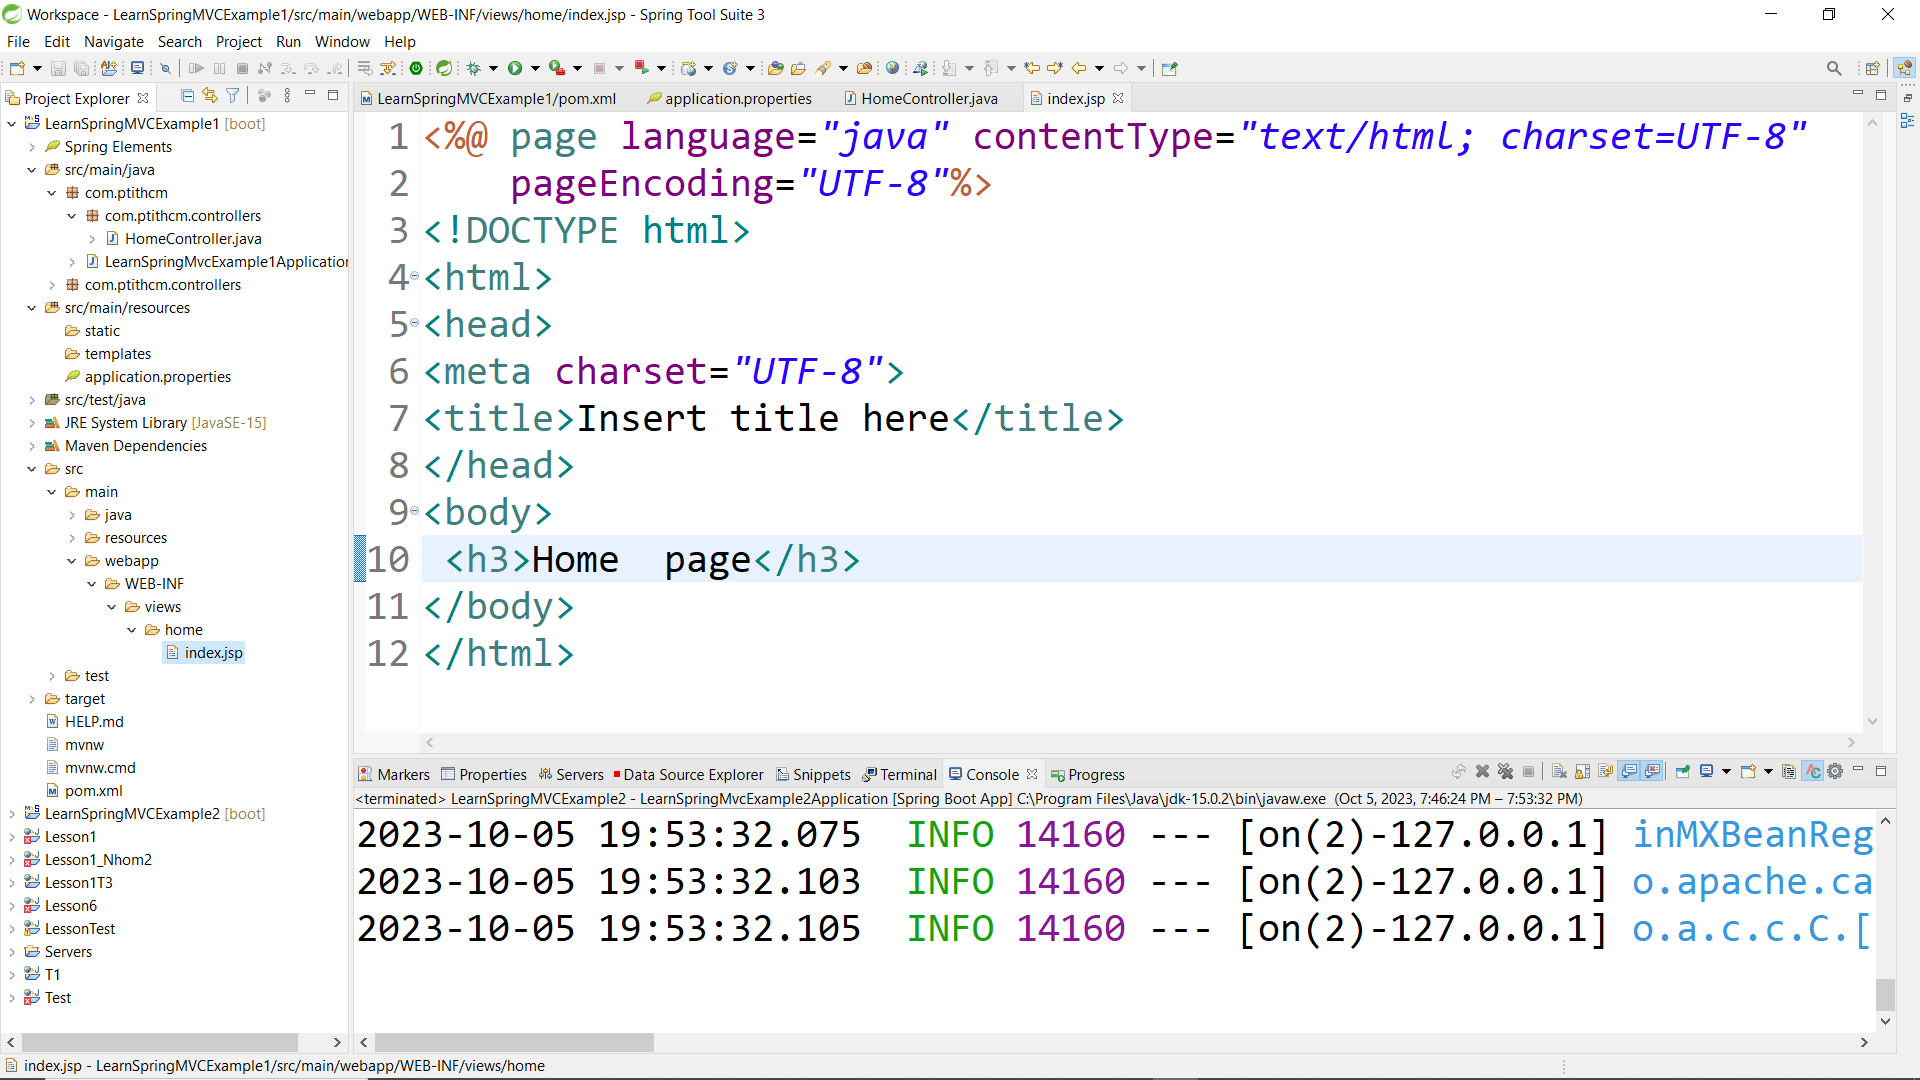 Workspace - LearnSpringMVCExample1/src/main/webapp/WEB-INF/views/home/index.jsp - Spring Tool Suite 3
File Edit Navigate Search Project Run Window Help
Project Explorer
LearnSpringMVCExample1 [boot]
Spring Elements
src/main/java
com.ptithcm
com.ptithcm.controllers
HomeController.java
LearnSpringMvcExample1Application
com.ptithcm.controllers
src/main/resources
static
templates
application.properties
src/test/java
JRE System Library [JavaSE-15]
Maven Dependencies
src
main
java
resources
webapp
WEB-INF
views
home
index.jsp
test
target
HELP.md
mvnw
mvnw.cmd
pom.xml
LearnSpringMVCExample2 [boot]
Lesson1
Lesson1_Nhom2
Lesson1T3
Lesson6
LessonTest
Servers
T1
Test
LearnSpringMVCExample1/pom.xml application.properties HomeController.java index.jsp
1 <%@ page language="java" contentType="text/html; charset=UTF-8"
2     pageEncoding="UTF-8"%>
3 <!DOCTYPE html>
4 <html>
5 <head>
6 <meta charset="UTF-8">
7 <title>Insert title here</title>
8 </head>
9 <body>
10  <h3>Home  page</h3>
11 </body>
12 </html>
Markers Properties Servers Data Source Explorer Snippets Terminal Console Progress
<terminated> LearnSpringMVCExample2 - LearnSpringMvcExample2Application [Spring Boot App] C:\Program Files\Java\jdk-15.0.2\bin\javaw.exe (Oct 5, 2023, 7:46:24 PM – 7:53:32 PM)
2023-10-05 19:53:32.075  INFO 14160 --- [on(2)-127.0.0.1] inMXBeanReg
2023-10-05 19:53:32.103  INFO 14160 --- [on(2)-127.0.0.1] o.apache.ca
2023-10-05 19:53:32.105  INFO 14160 --- [on(2)-127.0.0.1] o.a.c.c.C.[
index.jsp - LearnSpringMVCExample1/src/main/webapp/WEB-INF/views/home